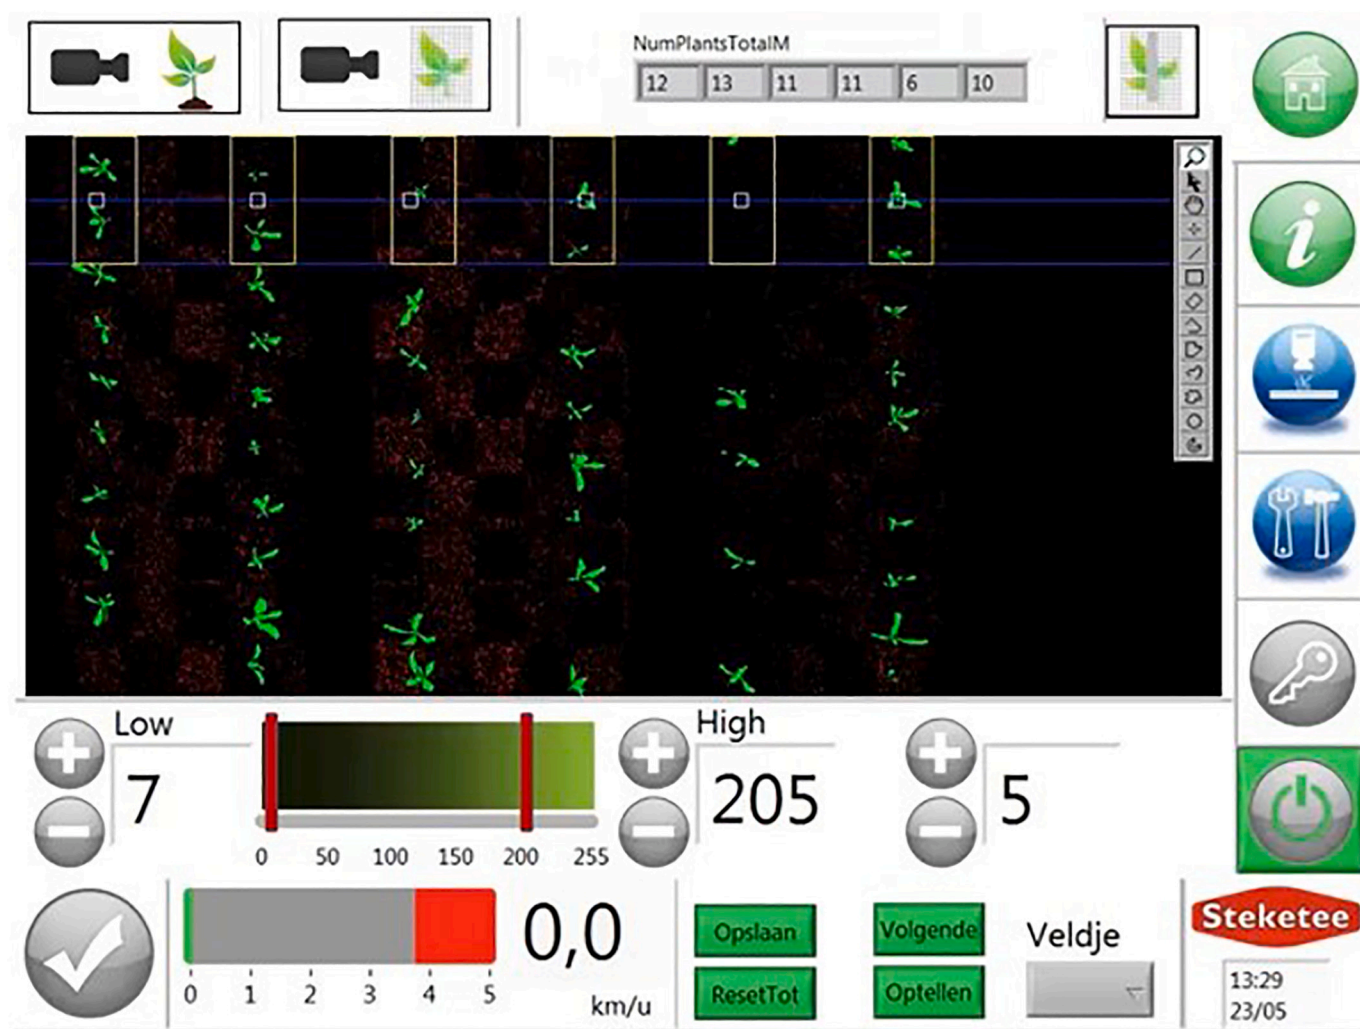 NumPlantsTotalM
12 13 11 11 6 10
i
Low
High
7
205
5
0 50 100 150 200 255
0,0
0 1 2 3 4 5
km/u
Opslaan
Volgende
ResetTot
Optellen
Veldje
Steketee
13:29
23/05